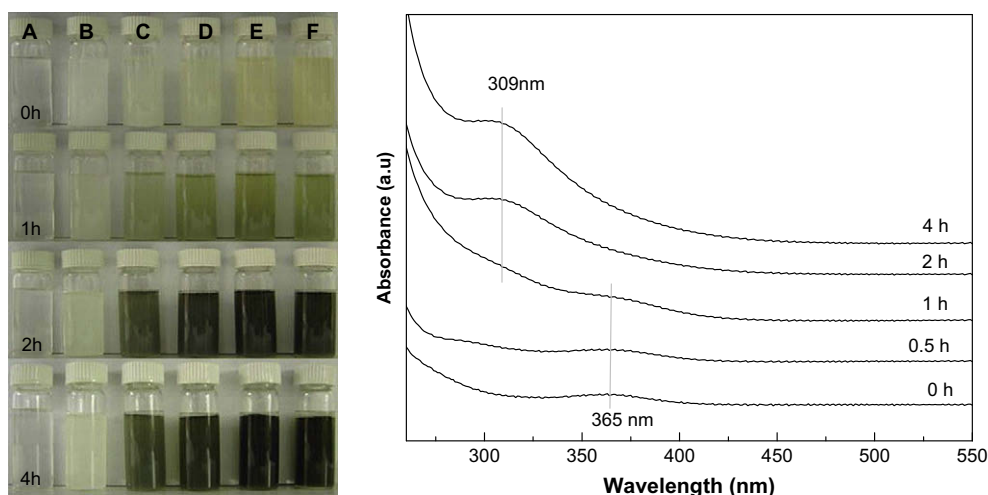 A B C D E F
0h
1h
2h
4h
309nm
4 h
2 h
1 h
0.5 h
0 h
365 nm
Absorbance (a.u)
300 350 400 450 500 550
Wavelength (nm)